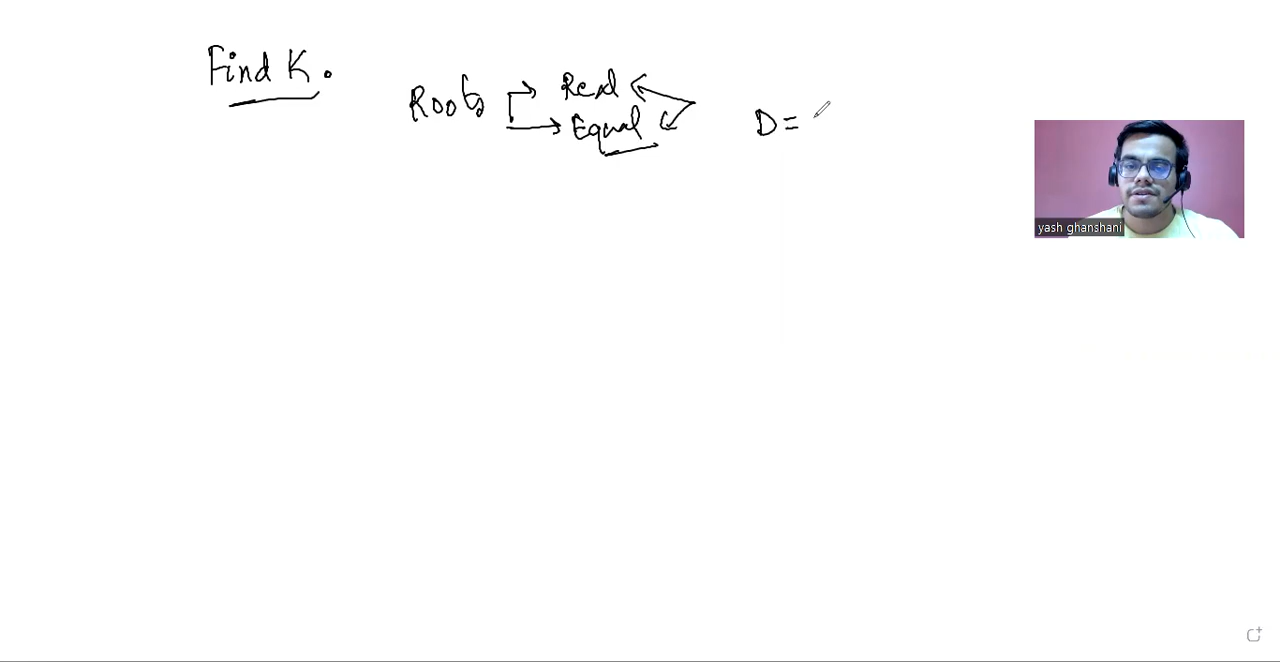 Find K.
Roots → Real
→ Equal
D =
yash ghanshani